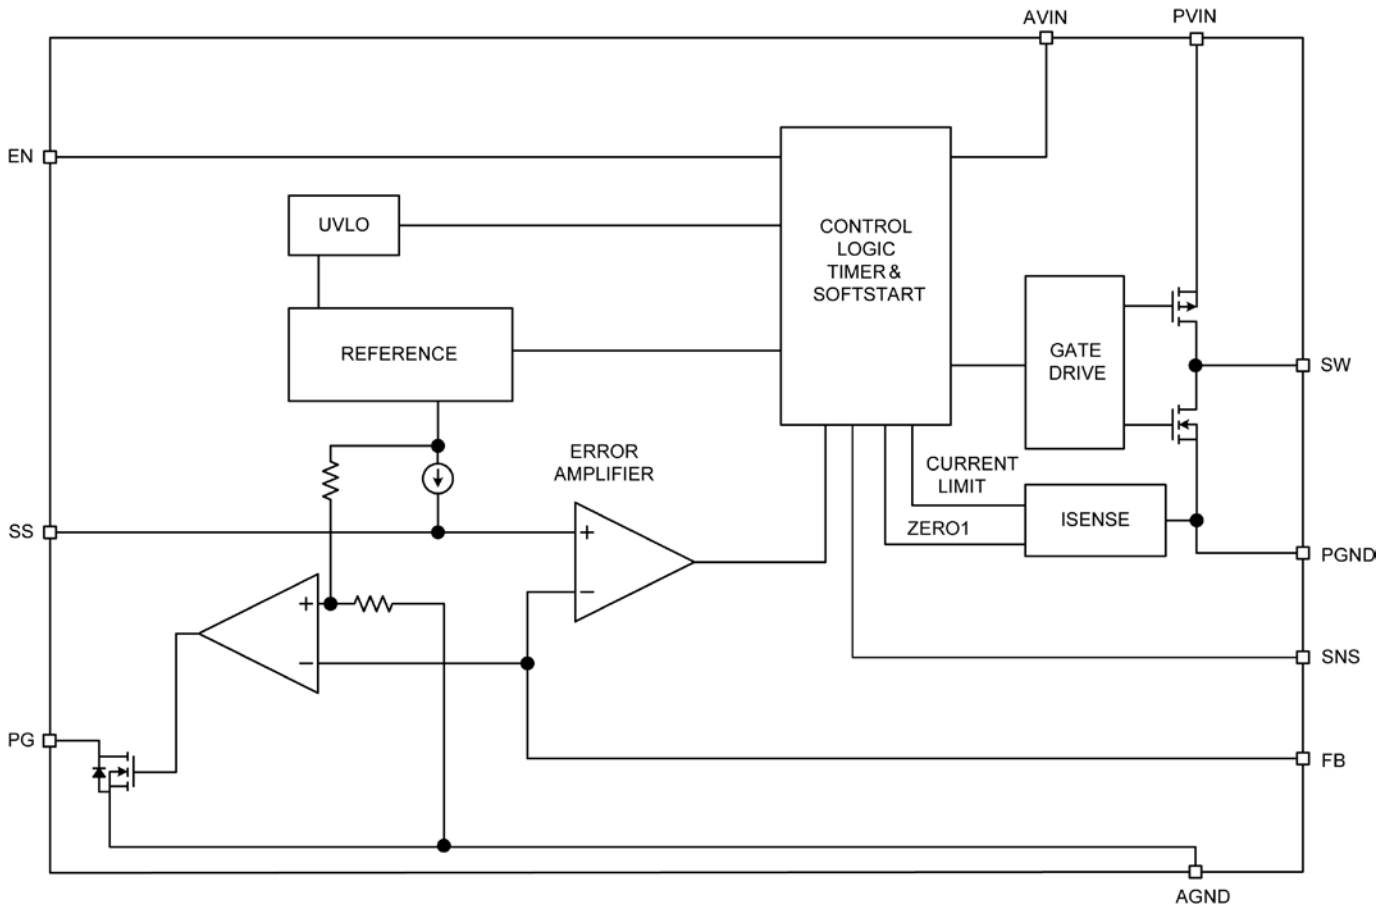 AVIN
PVIN
EN
UVLO
CONTROL
LOGIC
TIMER &
SOFTSTART
REFERENCE
GATE
DRIVE
SW
ERROR
AMPLIFIER
CURRENT
LIMIT
ISENSE
ZERO1
SS
+
−
PGND
+
−
SNS
PG
FB
AGND